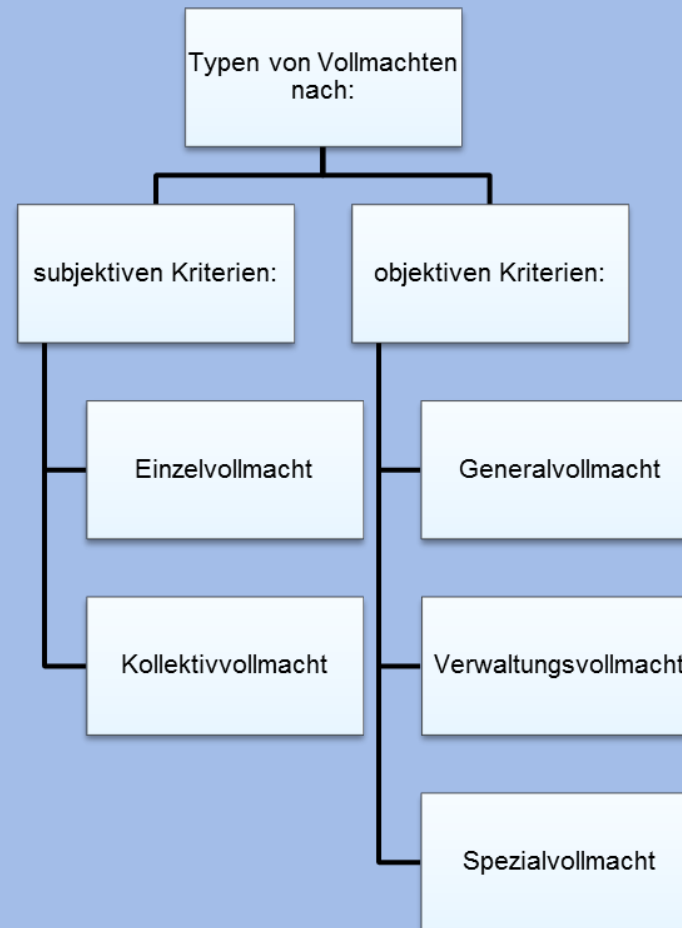 Typen von Vollmachten
nach:
subjektiven Kriterien:
objektiven Kriterien:
Einzelvollmacht
Generalvollmacht
Kollektivvollmacht
Verwaltungsvollmacht
Spezialvollmacht